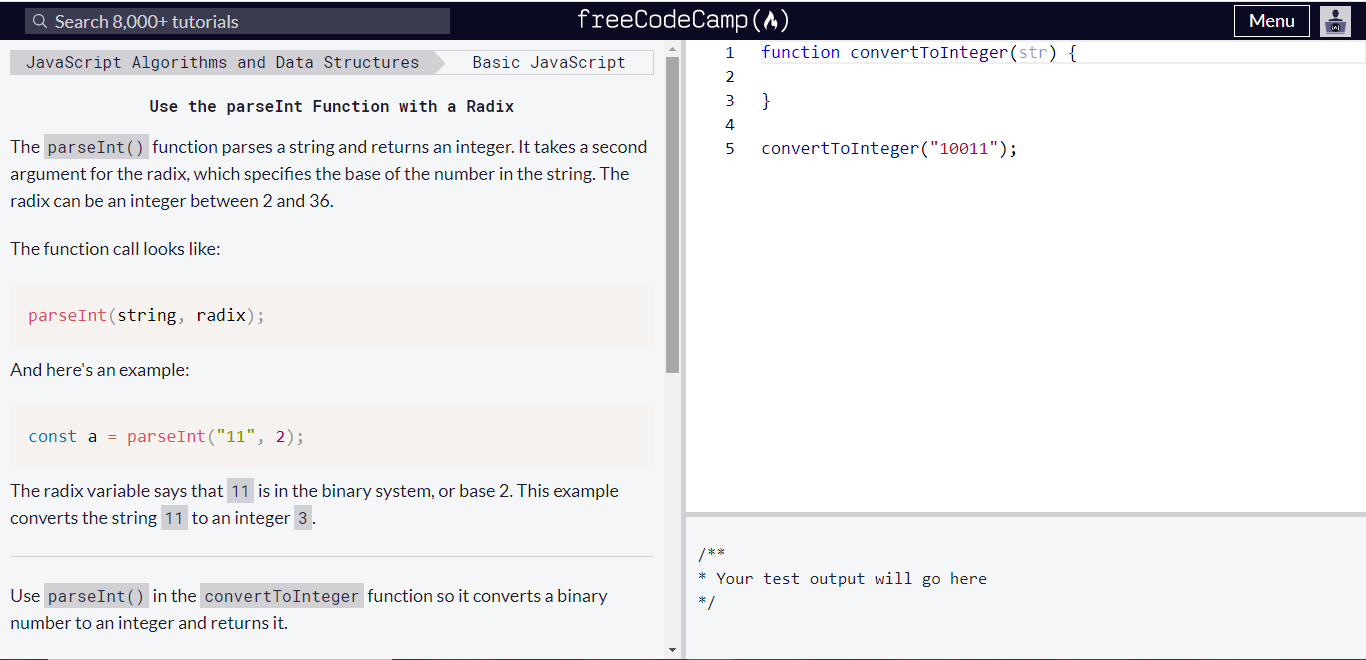 Search 8,000+ tutorials
freeCodeCamp
Menu
JavaScript Algorithms and Data Structures
Basic JavaScript
Use the parseInt Function with a Radix
The parseInt() function parses a string and returns an integer. It takes a second
argument for the radix, which specifies the base of the number in the string. The
radix can be an integer between 2 and 36.
The function call looks like:
parseInt(string, radix);
And here's an example:
const a = parseInt("11", 2);
The radix variable says that 11 is in the binary system, or base 2. This example
converts the string 11 to an integer 3.
Use parseInt() in the convertToInteger function so it converts a binary
number to an integer and returns it.
1 function convertToInteger(str) {
2
3 }
4
5 convertToInteger("10011");
/**
* Your test output will go here
*/